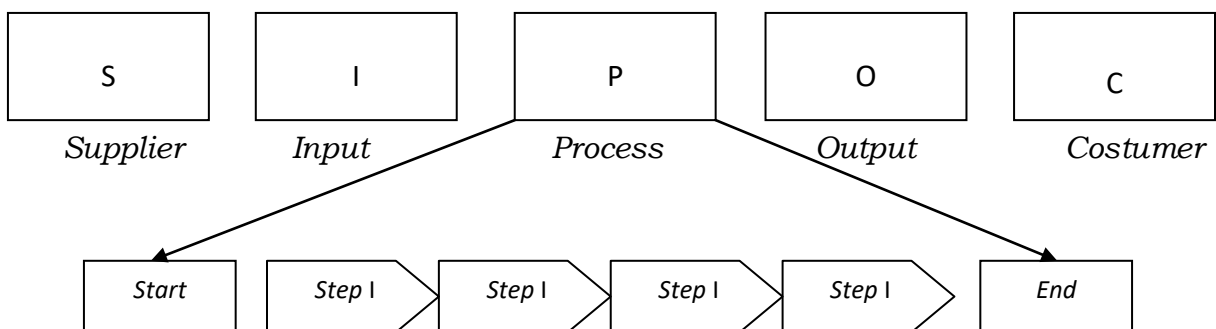 S I P O C
Supplier Input Process Output Costumer
Start Step I Step I Step I Step I End